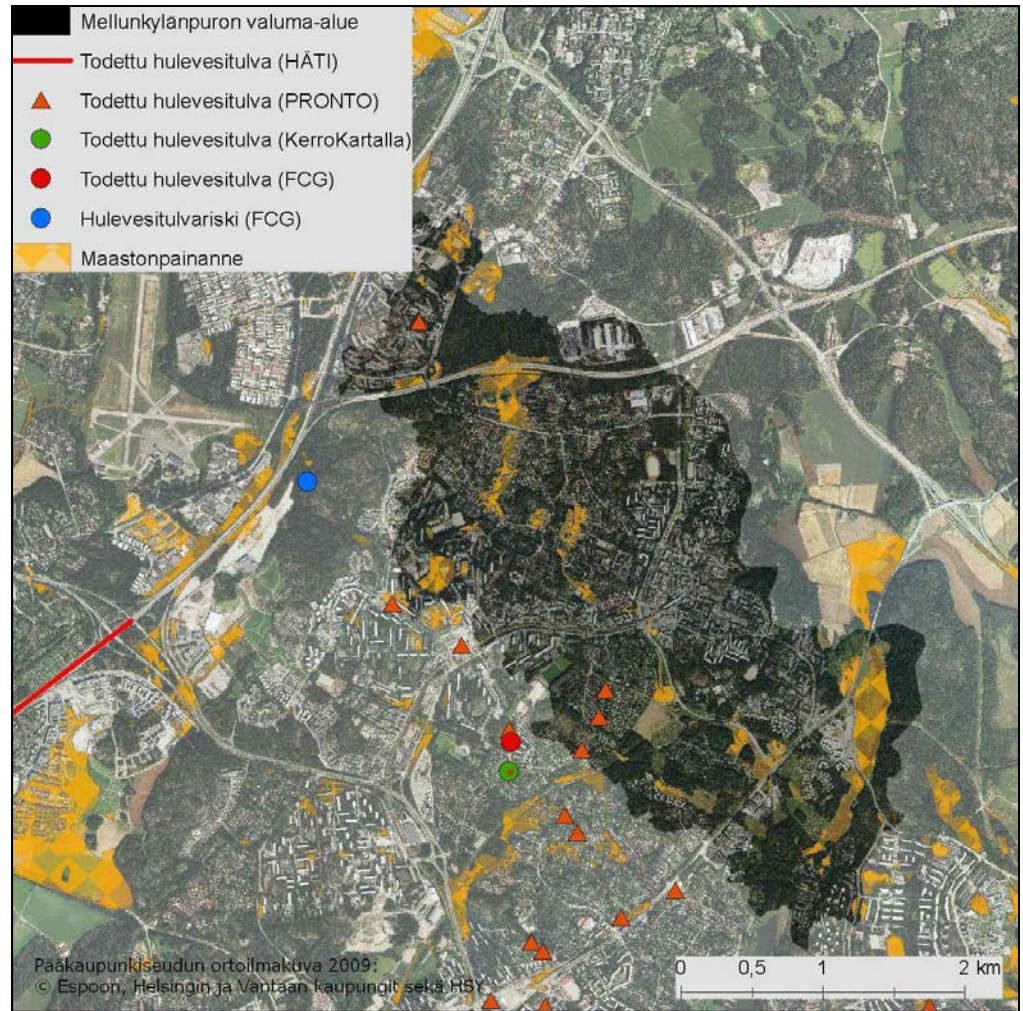 Mellunkylänpuron valuma-alue
Todettu hulevesitulva (HÄTI)
Todettu hulevesitulva (PRONTO)
Todettu hulevesitulva (KerroKartalla)
Todettu hulevesitulva (FCG)
Hulevesitulvariski (FCG)
Maastonpainanne
Pääkaupunkiseudun ortoilmakuva 2009:
© Espoon, Helsingin ja Vantaan kaupungit sekä HSY
0 0,5 1 2 km